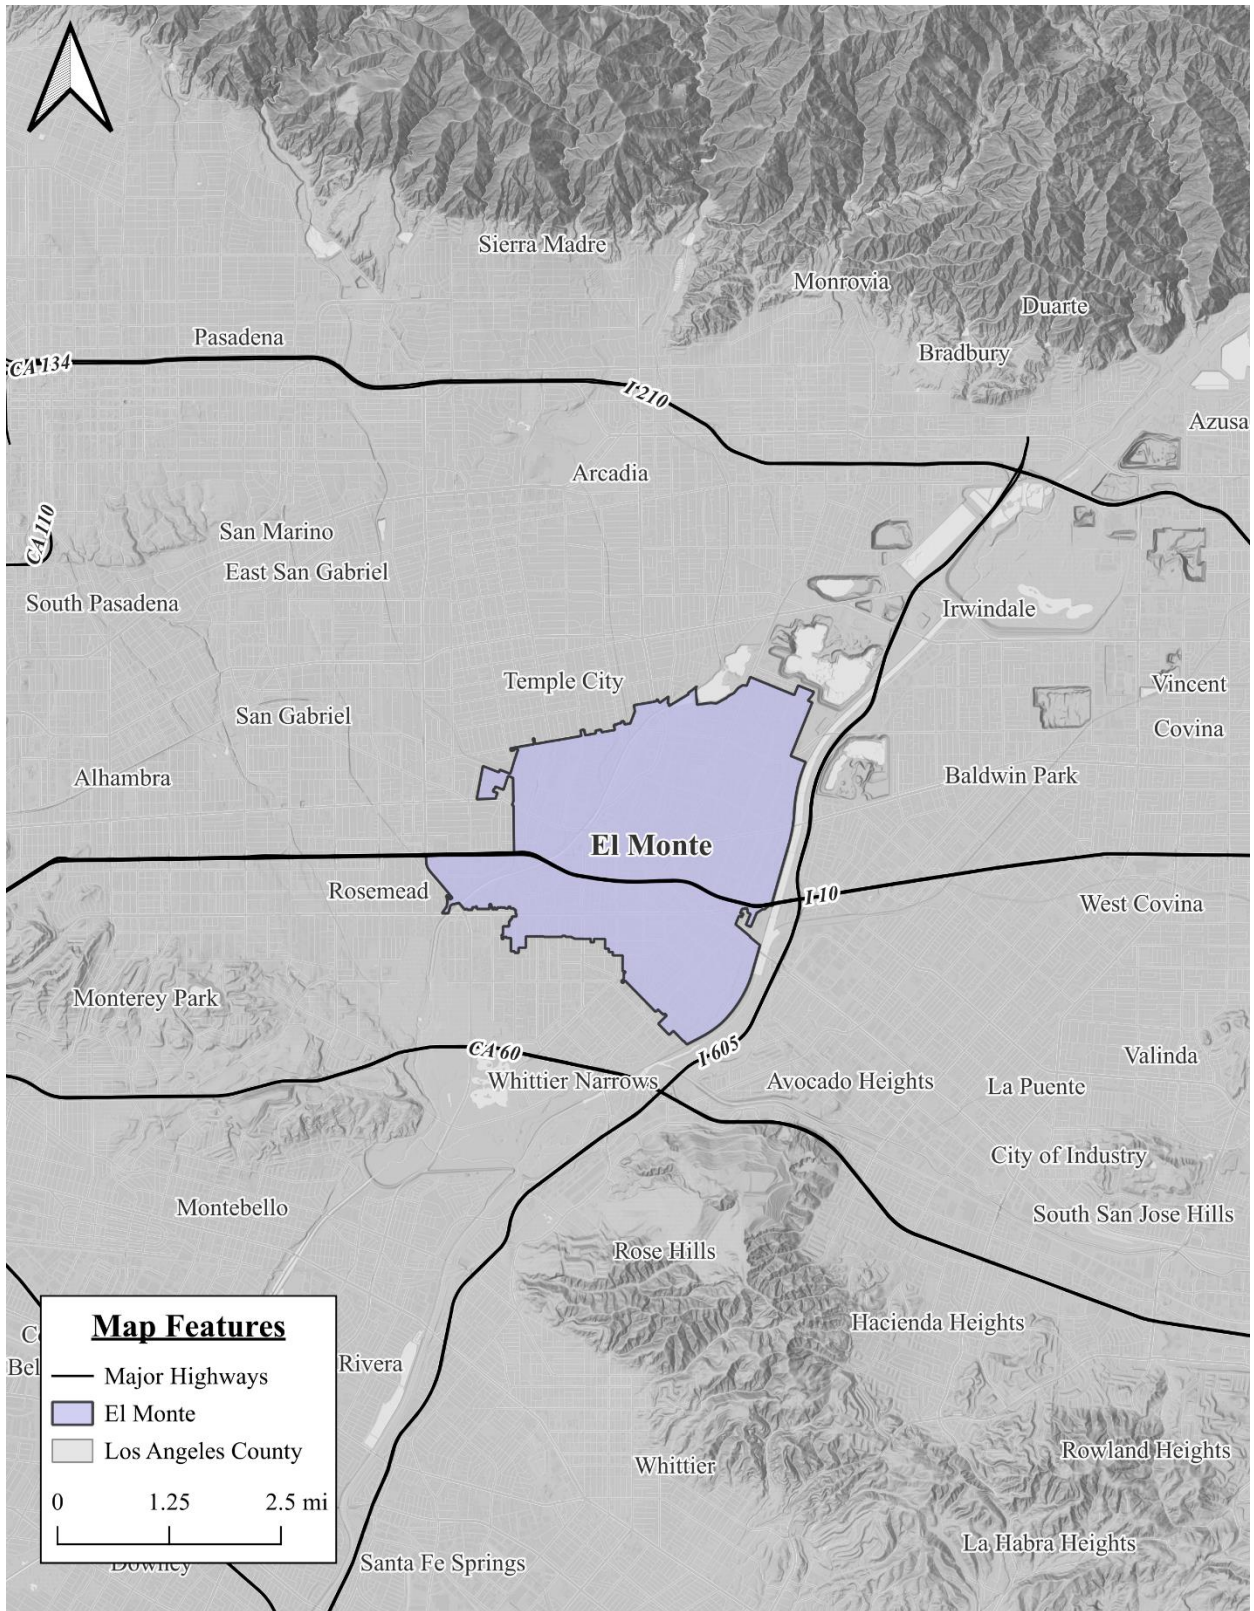 Sierra Madre
Monrovia
Duarte
Pasadena
Bradbury
CA 134
I 210
Azusa
Arcadia
CA 110
San Marino
East San Gabriel
South Pasadena
Irwindale
Temple City
Vincent
San Gabriel
Covina
Alhambra
Baldwin Park
El Monte
Rosemead
I 10
West Covina
Monterey Park
CA 60
I 605
Valinda
Whittier Narrows
Avocado Heights
La Puente
City of Industry
Montebello
South San Jose Hills
Rose Hills
Hacienda Heights
Map Features
Rivera
Major Highways
El Monte
Los Angeles County
Rowland Heights
Whittier
0 1.25 2.5 mi
La Habra Heights
Downey
Santa Fe Springs